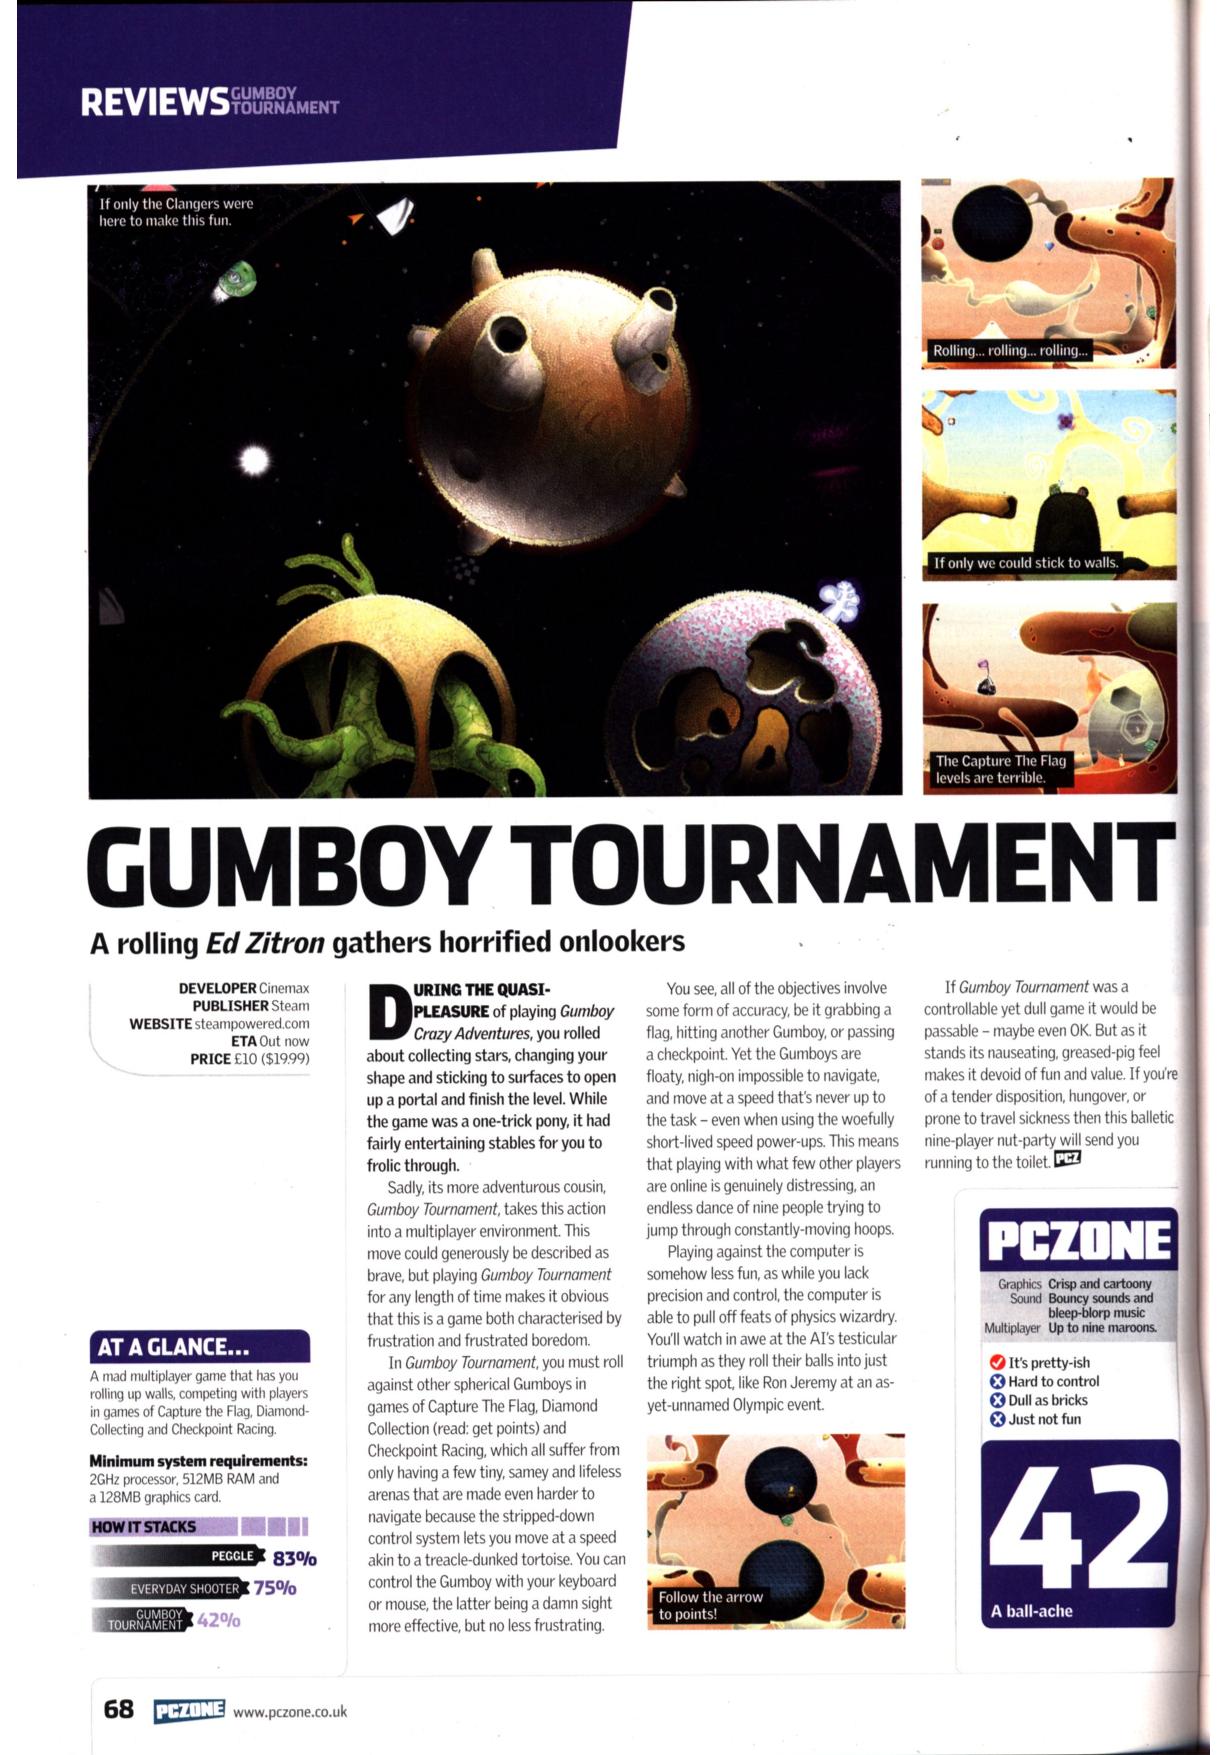 REVIEWS GUMBOY
TOURNAMENT
If only the Clangers were
here to make this fun.
Rolling... rolling... rolling...
If only we could stick to walls.
The Capture The Flag
levels are terrible.
GUMBOY TOURNAMENT
A rolling Ed Zitron gathers horrified onlookers
DEVELOPER Cinemax
PUBLISHER Steam
WEBSITE steampowered.com
ETA Out now
PRICE £10 ($19.99)
AT A GLANCE...
A mad multiplayer game that has you
rolling up walls, competing with players
in games of Capture the Flag, Diamond-
Collecting and Checkpoint Racing.
Minimum system requirements:
2GHz processor, 512MB RAM and
a 128MB graphics card.
HOW IT STACKS
PEGGLE 83%
EVERYDAY SHOOTER 75%
GUMBOY
TOURNAMENT 42%
DURING THE QUASI-
PLEASURE of playing Gumboy
Crazy Adventures, you rolled
about collecting stars, changing your
shape and sticking to surfaces to open
up a portal and finish the level. While
the game was a one-trick pony, it had
fairly entertaining stables for you to
frolic through.
Sadly, its more adventurous cousin,
Gumboy Tournament, takes this action
into a multiplayer environment. This
move could generously be described as
brave, but playing Gumboy Tournament
for any length of time makes it obvious
that this is a game both characterised by
frustration and frustrated boredom.
In Gumboy Tournament, you must roll
against other spherical Gumboys in
games of Capture The Flag, Diamond
Collection (read: get points) and
Checkpoint Racing, which all suffer from
only having a few tiny, samey and lifeless
arenas that are made even harder to
navigate because the stripped-down
control system lets you move at a speed
akin to a treacle-dunked tortoise. You can
control the Gumboy with your keyboard
or mouse, the latter being a damn sight
more effective, but no less frustrating.
You see, all of the objectives involve
some form of accuracy, be it grabbing a
flag, hitting another Gumboy, or passing
a checkpoint. Yet the Gumboys are
floaty, nigh-on impossible to navigate,
and move at a speed that's never up to
the task – even when using the woefully
short-lived speed power-ups. This means
that playing with what few other players
are online is genuinely distressing, an
endless dance of nine people trying to
jump through constantly-moving hoops.
Playing against the computer is
somehow less fun, as while you lack
precision and control, the computer is
able to pull off feats of physics wizardry.
You'll watch in awe at the AI's testicular
triumph as they roll their balls into just
the right spot, like Ron Jeremy at an as-
yet-unnamed Olympic event.
Follow the arrow
to points!
If Gumboy Tournament was a
controllable yet dull game it would be
passable – maybe even OK. But as it
stands its nauseating, greased-pig feel
makes it devoid of fun and value. If you're
of a tender disposition, hungover, or
prone to travel sickness then this balletic
nine-player nut-party will send you
running to the toilet. PCZ
PCZONE
Graphics Crisp and cartoony
Sound Bouncy sounds and
bleep-blorp music
Multiplayer Up to nine maroons.
It's pretty-ish
Hard to control
Dull as bricks
Just not fun
42
A ball-ache
68 PCZONE www.pczone.co.uk